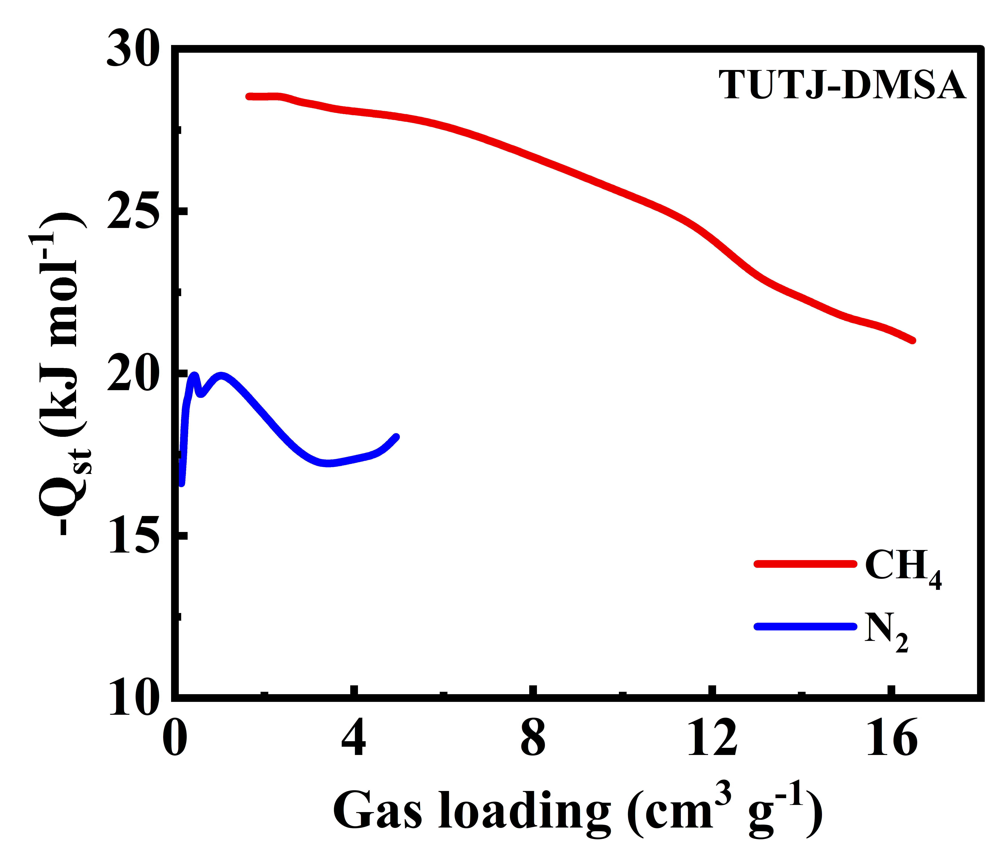 TUTJ-DMSA
30
25
20
15
10
-Qst (kJ mol-1)
CH4
N2
0 4 8 12 16
Gas loading (cm3 g-1)